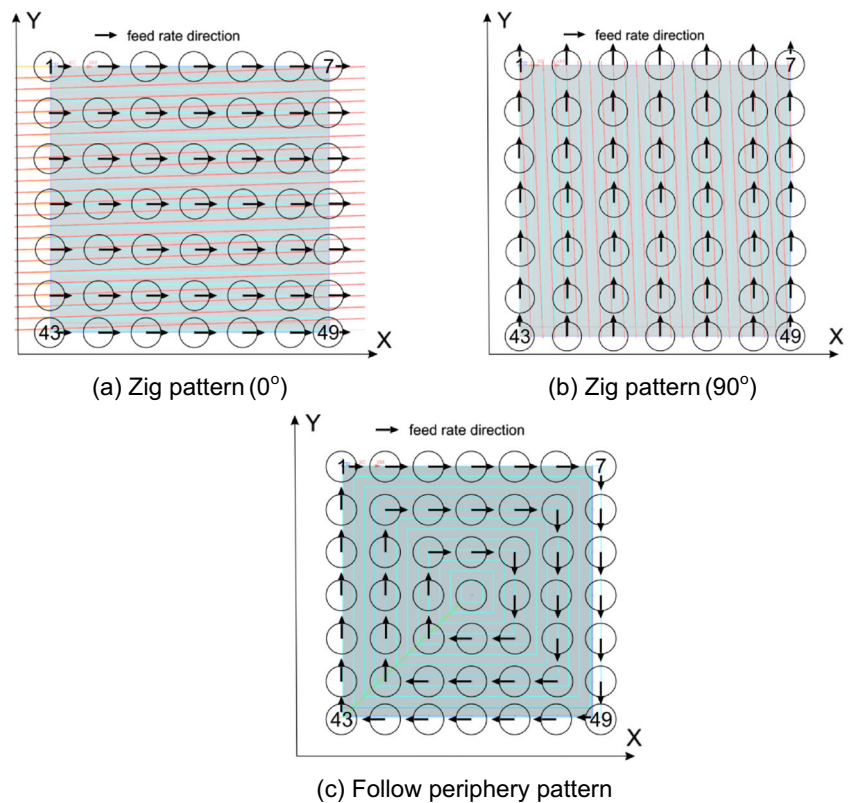 Y
feed rate direction
1
7
43
49
X
(a) Zig pattern (0°)
Y
feed rate direction
1
7
43
49
X
(b) Zig pattern (90°)
Y
feed rate direction
1
7
43
49
X
(c) Follow periphery pattern